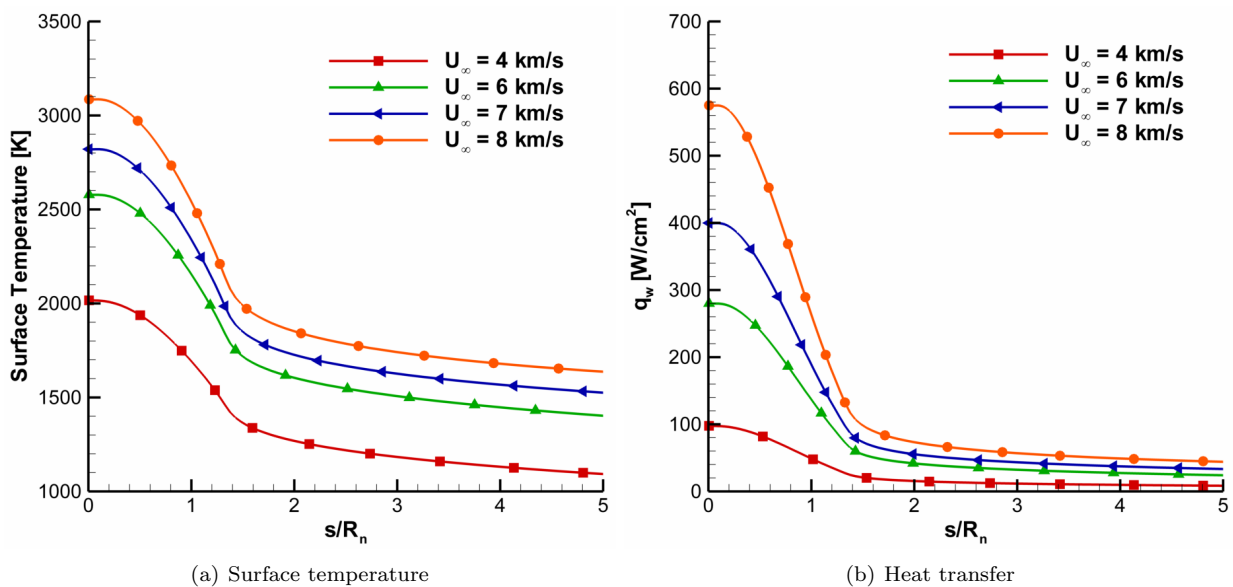 3500
3000
2500
2000
1500
1000
Surface Temperature [K]
0
1
2
3
4
5
s/Rₙ
U∞ = 4 km/s
U∞ = 6 km/s
U∞ = 7 km/s
U∞ = 8 km/s
(a) Surface temperature
700
600
500
400
300
200
100
0
q_w [W/cm²]
0
1
2
3
4
5
s/Rₙ
U∞ = 4 km/s
U∞ = 6 km/s
U∞ = 7 km/s
U∞ = 8 km/s
(b) Heat transfer